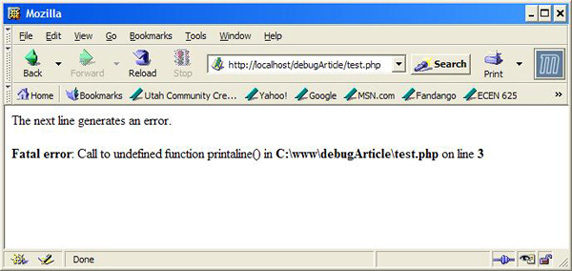 Mozilla
File Edit View Go Bookmarks Tools Window Help
Back Forward Reload Stop http://localhost/debugArticle/test.php Search Print
Home Bookmarks Utah Community Cre... Yahoo! Google MSN.com Fandango ECEN 625 »
The next line generates an error.
Fatal error: Call to undefined function printaline() in C:\www\debugArticle\test.php on line 3
Done